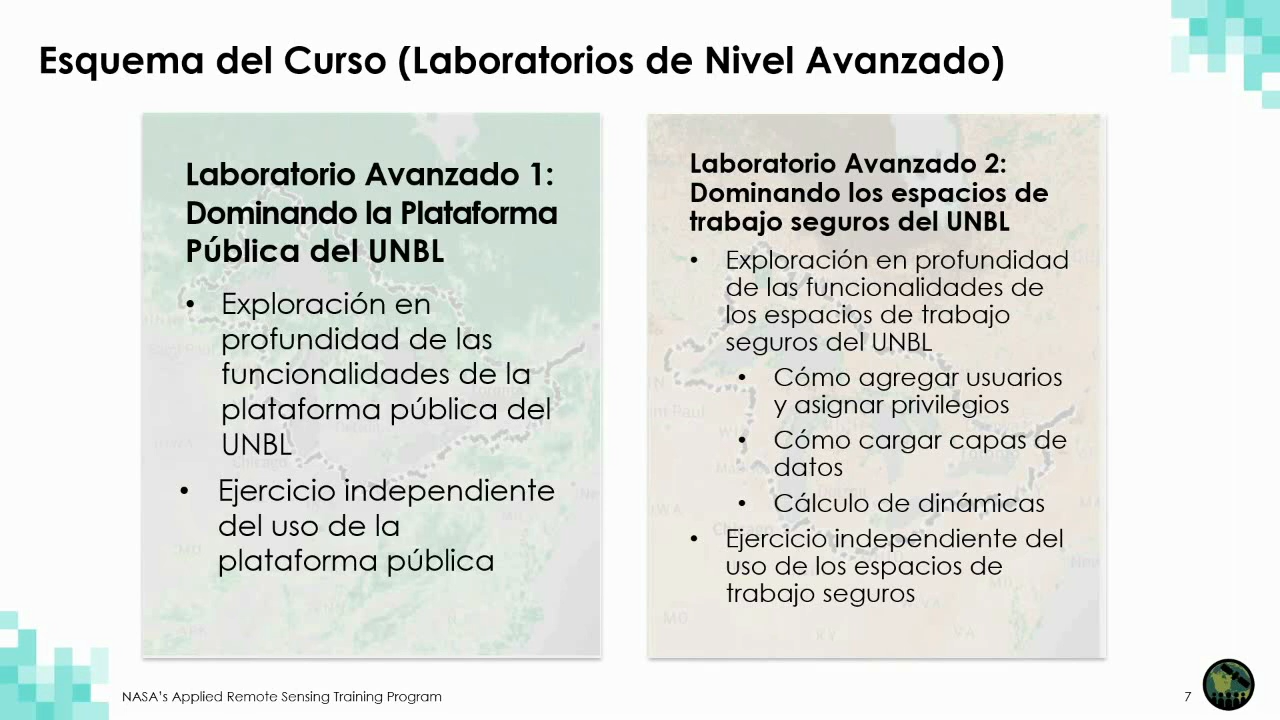 Esquema del Curso (Laboratorios de Nivel Avanzado)
Laboratorio Avanzado 1:
Dominando la Plataforma
Pública del UNBL
• Exploración en
profundidad de las
funcionalidades de la
plataforma pública del
UNBL
• Ejercicio independiente
del uso de la
plataforma pública
Laboratorio Avanzado 2:
Dominando los espacios de
trabajo seguros del UNBL
• Exploración en profundidad
de las funcionalidades de
los espacios de trabajo
seguros del UNBL
• Cómo agregar usuarios
y asignar privilegios
• Cómo cargar capas de
datos
• Cálculo de dinámicas
• Ejercicio independiente del
uso de los espacios de
trabajo seguros
NASA's Applied Remote Sensing Training Program
7